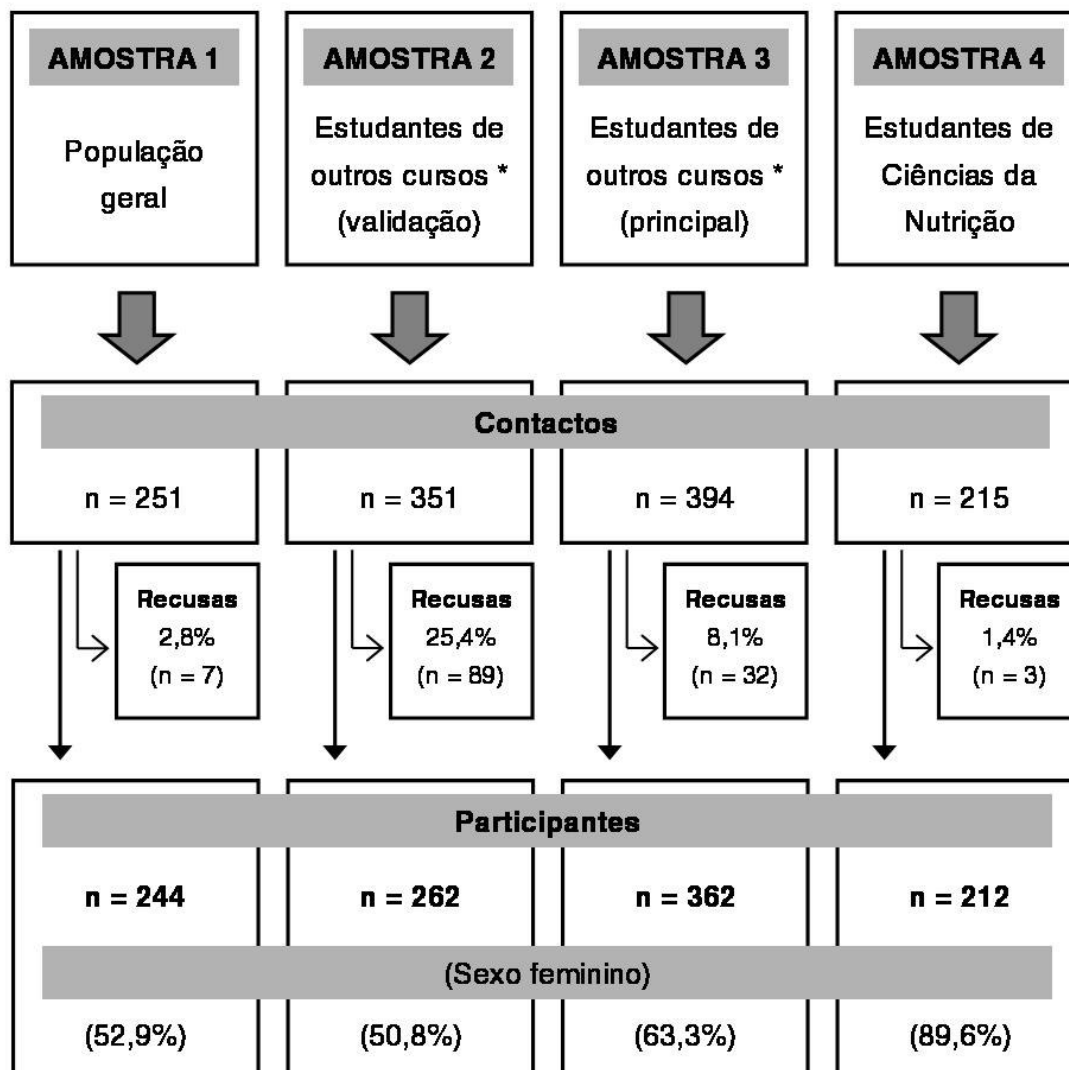 AMOSTRA 1
População
geral
AMOSTRA 2
Estudantes de
outros cursos *
(validação)
AMOSTRA 3
Estudantes de
outros cursos *
(principal)
AMOSTRA 4
Estudantes de
Ciências da
Nutrição
Contactos
n = 251
n = 351
n = 394
n = 215
Recusas
2,8%
(n = 7)
Recusas
25,4%
(n = 89)
Recusas
8,1%
(n = 32)
Recusas
1,4%
(n = 3)
Participantes
n = 244
n = 262
n = 362
n = 212
(Sexo feminino)
(52,9%)
(50,8%)
(63,3%)
(89,6%)